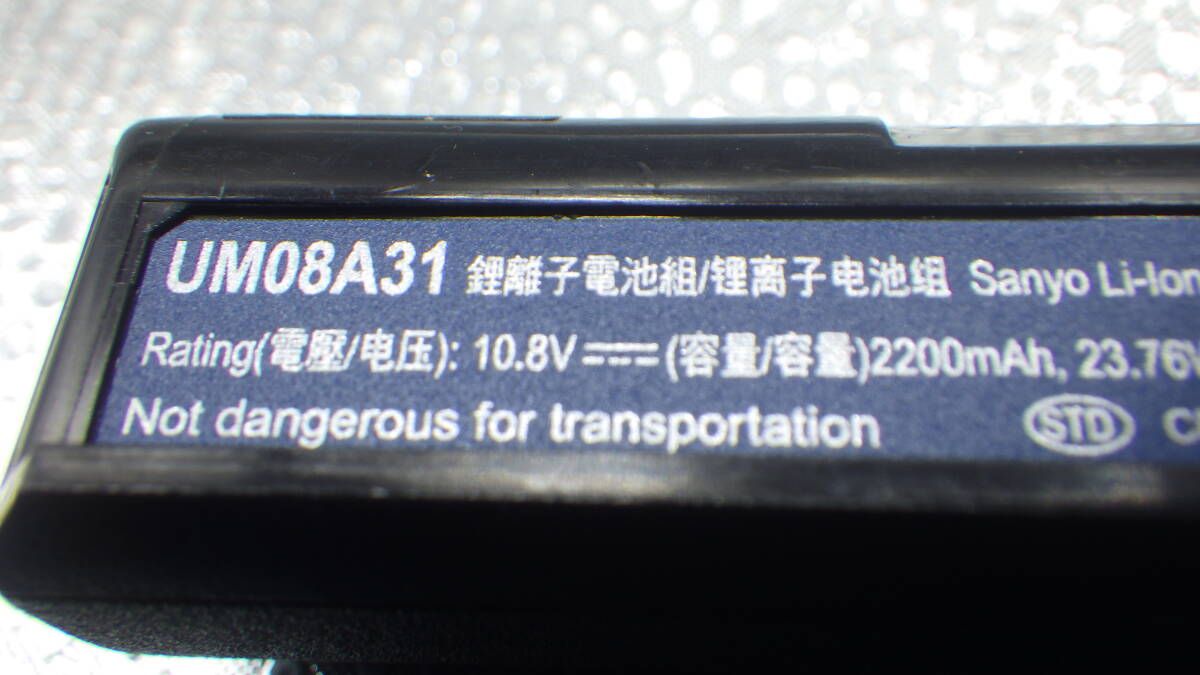 UM08A31 鋰離子電池組/锂离子电池组 Sanyo Li-Ion
Rating(電壓/电压): 10.8V (容量/容量)2200mAh, 23.76
Not dangerous for transportation STD